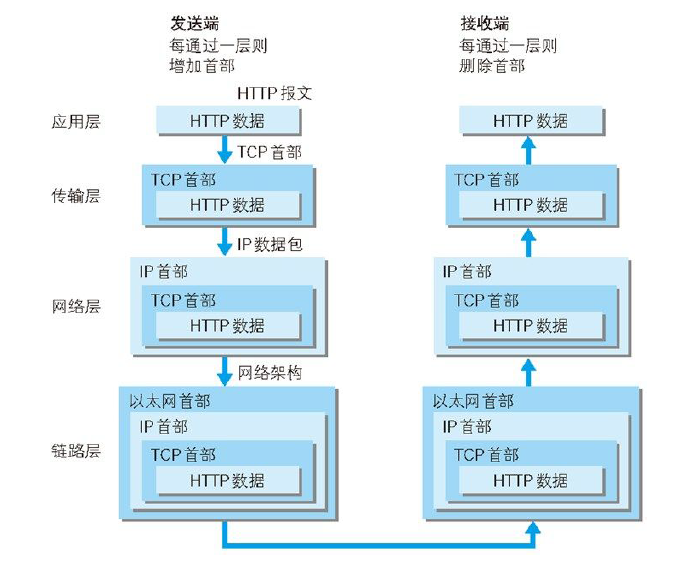 发送端
每通过一层则
增加首部
接收端
每通过一层则
删除首部
HTTP 报文
应用层
HTTP 数据
HTTP 数据
TCP 首部
传输层
TCP 首部
HTTP 数据
TCP 首部
HTTP 数据
IP 数据包
网络层
IP 首部
TCP 首部
HTTP 数据
IP 首部
TCP 首部
HTTP 数据
网络架构
链路层
以太网首部
IP 首部
TCP 首部
HTTP 数据
以太网首部
IP 首部
TCP 首部
HTTP 数据